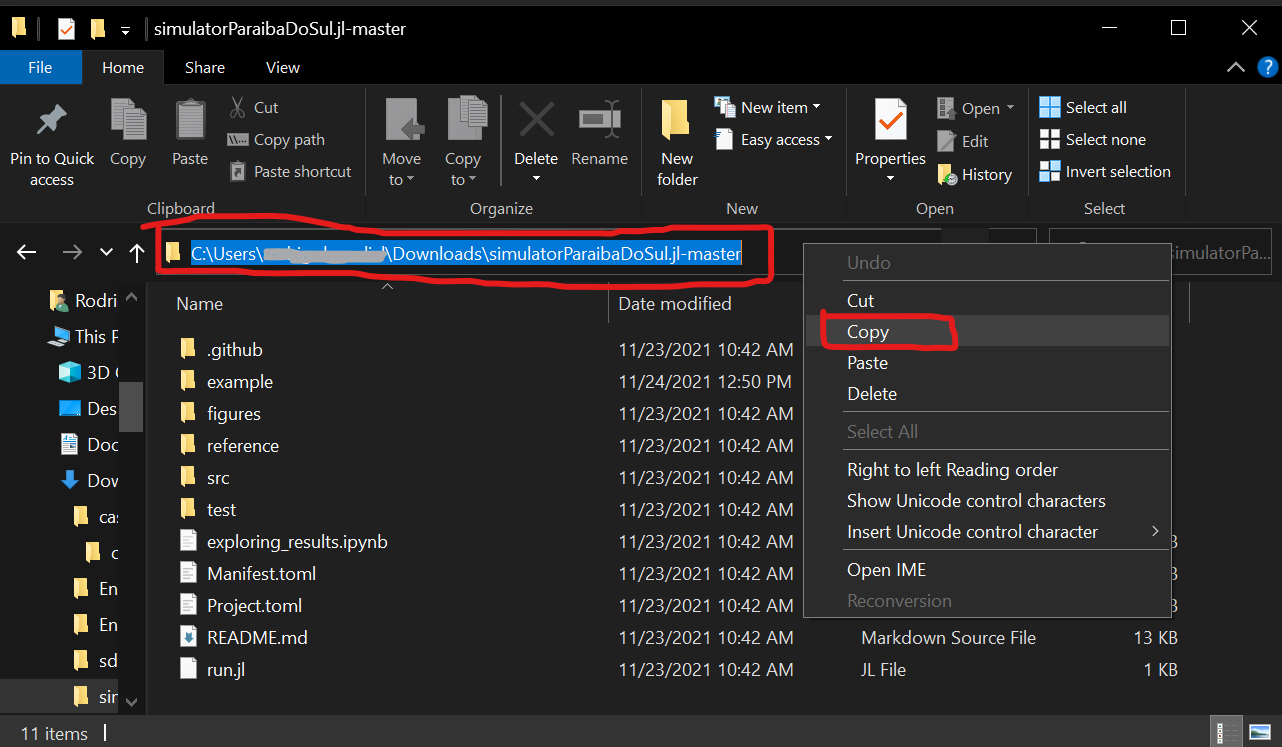 simulatorParaibaDoSul.jl-master
File Home Share View
?
Pin to Quick access
Copy
Paste
Cut
Copy path
Paste shortcut
Clipboard
Move to
Copy to
Delete
Rename
Organize
New folder
New item
Easy access
New
Properties
Open
Edit
History
Open
Select all
Select none
Invert selection
Select
C:\Users\ \Downloads\simulatorParaibaDoSul.jl-master
simulatorPa...
Rodri
This P
3D
Des
Doc
Dow
cas
c
En
En
sd
sir
Name Date modified
.github 11/23/2021 10:42 AM
example 11/24/2021 12:50 PM
figures 11/23/2021 10:42 AM
reference 11/23/2021 10:42 AM
src 11/23/2021 10:42 AM
test 11/23/2021 10:42 AM
exploring_results.ipynb 11/23/2021 10:42 AM
Manifest.toml 11/23/2021 10:42 AM
Project.toml 11/23/2021 10:42 AM
README.md 11/23/2021 10:42 AM Markdown Source File 13 KB
run.jl 11/23/2021 10:42 AM JL File 1 KB
Undo
Cut
Copy
Paste
Delete
Select All
Right to left Reading order
Show Unicode control characters
Insert Unicode control character
Open IME
Reconversion
11 items